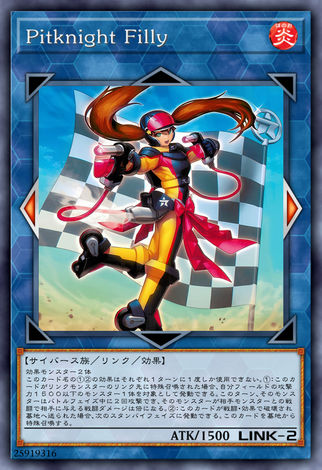 Pitknight Filly
炎
【サイバース族／リンク／効果】
効果モンスター２体
このカード名の①②の効果はそれぞれ１ターンに１度しか使用できない。①：このカードがリンクモンスターのリンク先に特殊召喚された場合、自分フィールドの攻撃力１５００以下のモンスター１体を対象として発動できる。このターン、そのモンスターはバトルフェイズ中に２回攻撃でき、そのモンスターが相手モンスターとの戦闘で相手に与える戦闘ダメージは倍になる。②：このカードが戦闘・効果で破壊され墓地へ送られた場合、次のスタンバイフェイズに発動できる。このカードを墓地から特殊召喚する。
ATK/1500 LINK-2
25919316